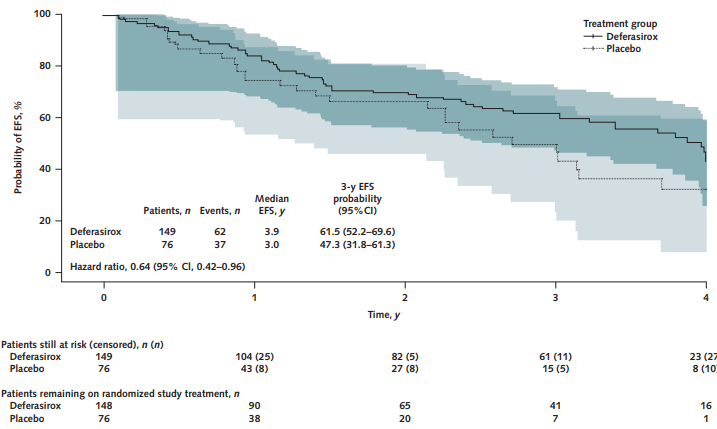 100
80
60
40
20
0
Probability of EFS, %
Treatment group
Deferasirox
Placebo
Patients, n Events, n Median EFS, y 3-y EFS probability (95%CI)
Deferasirox 149 62 3.9 61.5 (52.2–69.6)
Placebo 76 37 3.0 47.3 (31.8–61.3)
Hazard ratio, 0.64 (95% CI, 0.42–0.96)
0 1 2 3 4
Time, y
Patients still at risk (censored), n (n)
Deferasirox 149 104 (25) 82 (5) 61 (11) 23 (27
Placebo 76 43 (8) 27 (8) 15 (5) 8 (10
Patients remaining on randomized study treatment, n
Deferasirox 148 90 65 41 16
Placebo 76 38 20 7 1